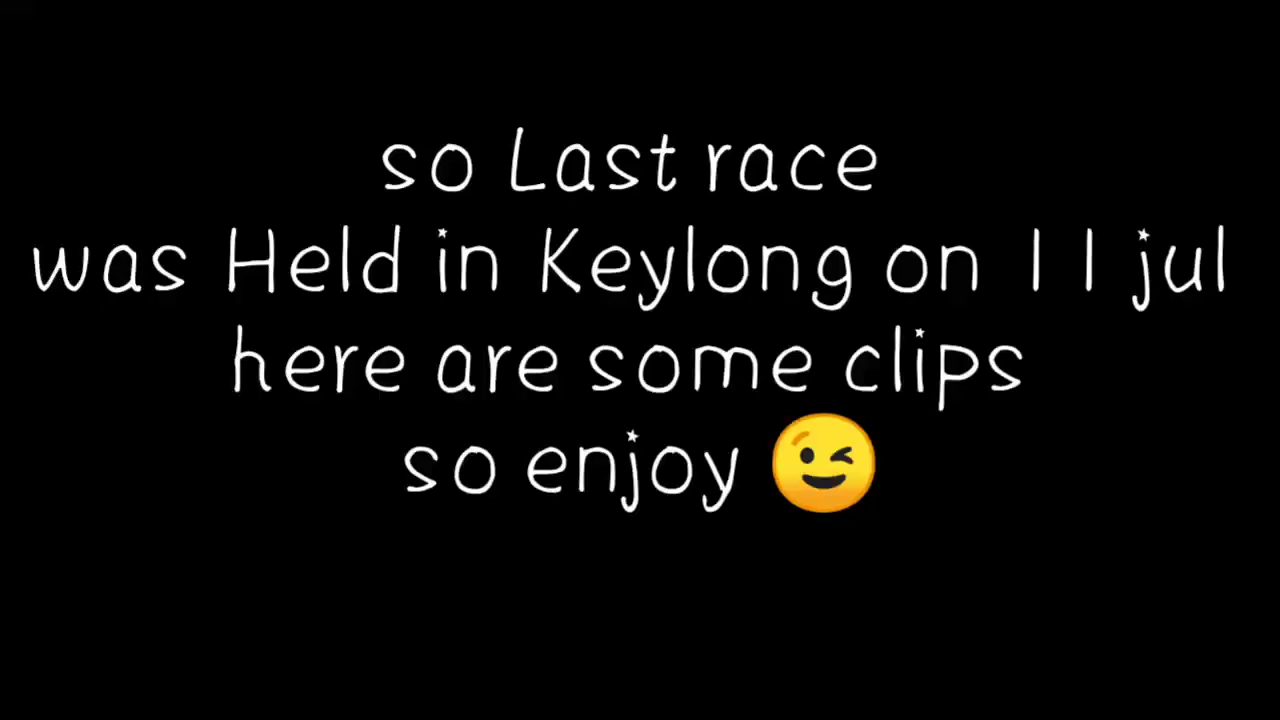 so Last race
was Held in Keylong on 11 jul
here are some clips
so enjoy 😉